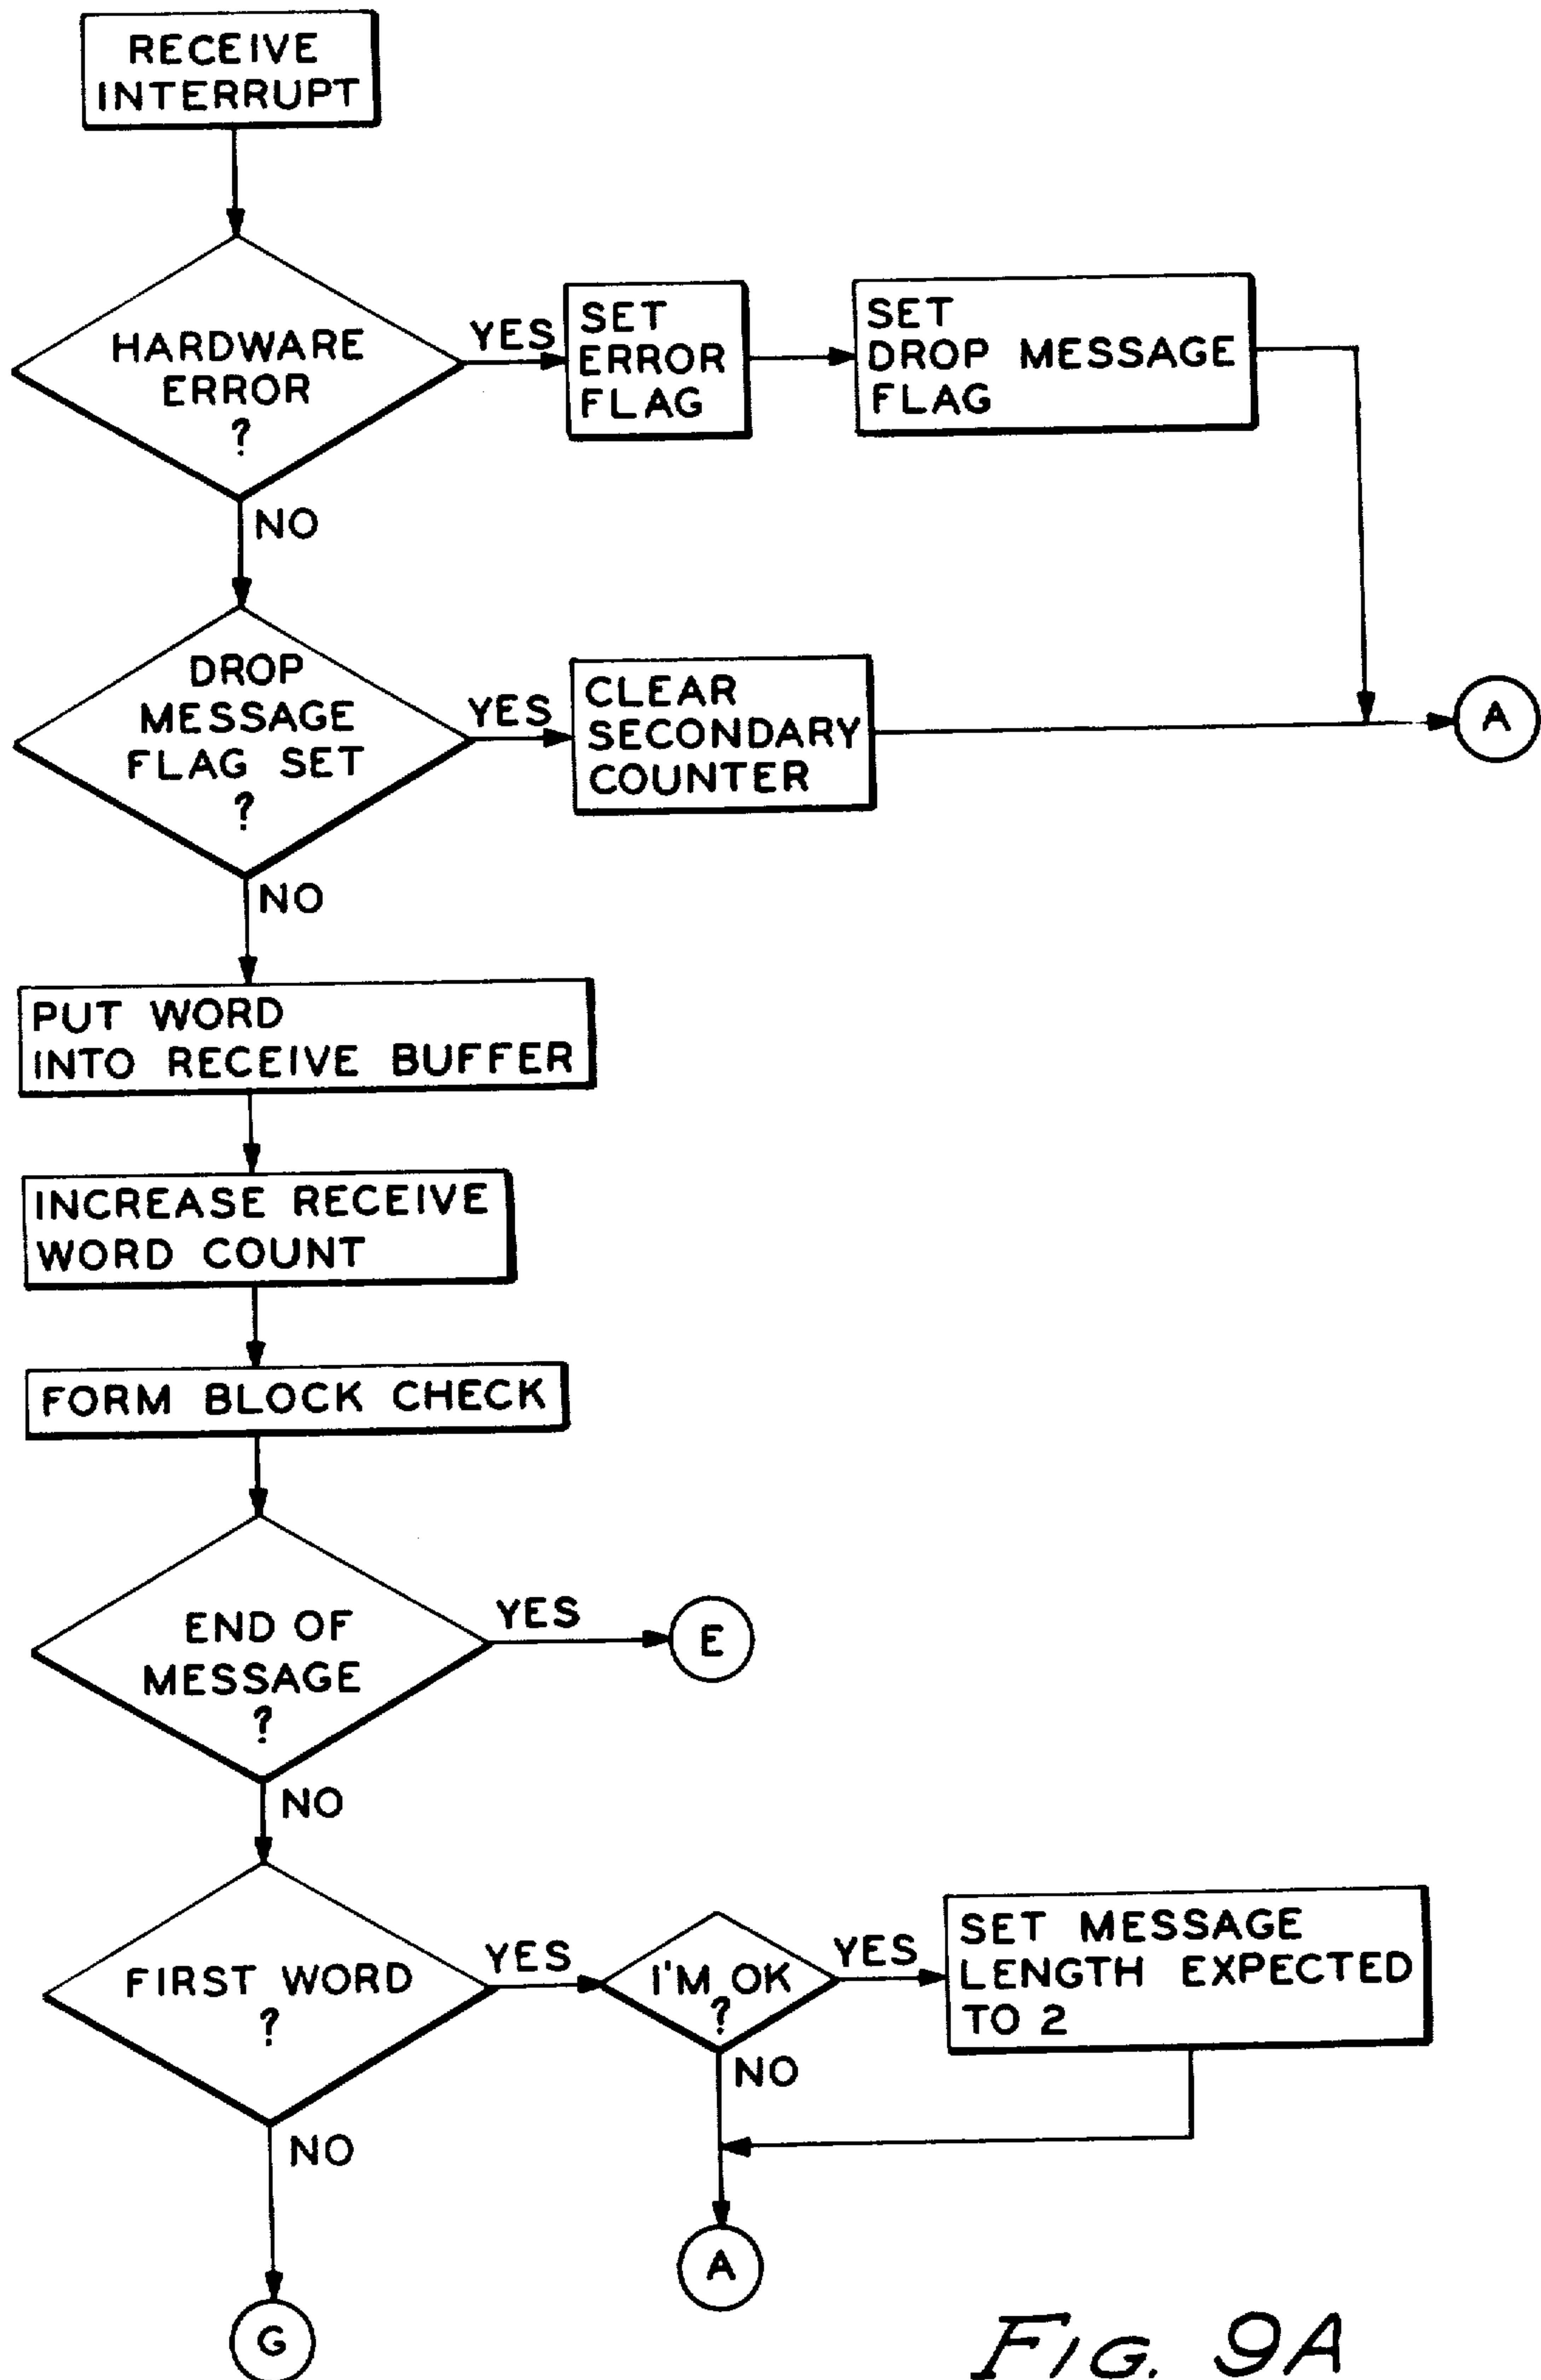 RECEIVE
INTERRUPT
HARDWARE
ERROR
?
YES
SET
ERROR
FLAG
SET
DROP MESSAGE
FLAG
NO
DROP
MESSAGE
FLAG SET
?
YES
CLEAR
SECONDARY
COUNTER
A
NO
PUT WORD
INTO RECEIVE BUFFER
INCREASE RECEIVE
WORD COUNT
FORM BLOCK CHECK
END OF
MESSAGE
?
YES
E
NO
FIRST WORD
?
YES
I'M OK
?
YES
SET MESSAGE
LENGTH EXPECTED
TO 2
NO
NO
A
G
FIG. 9A